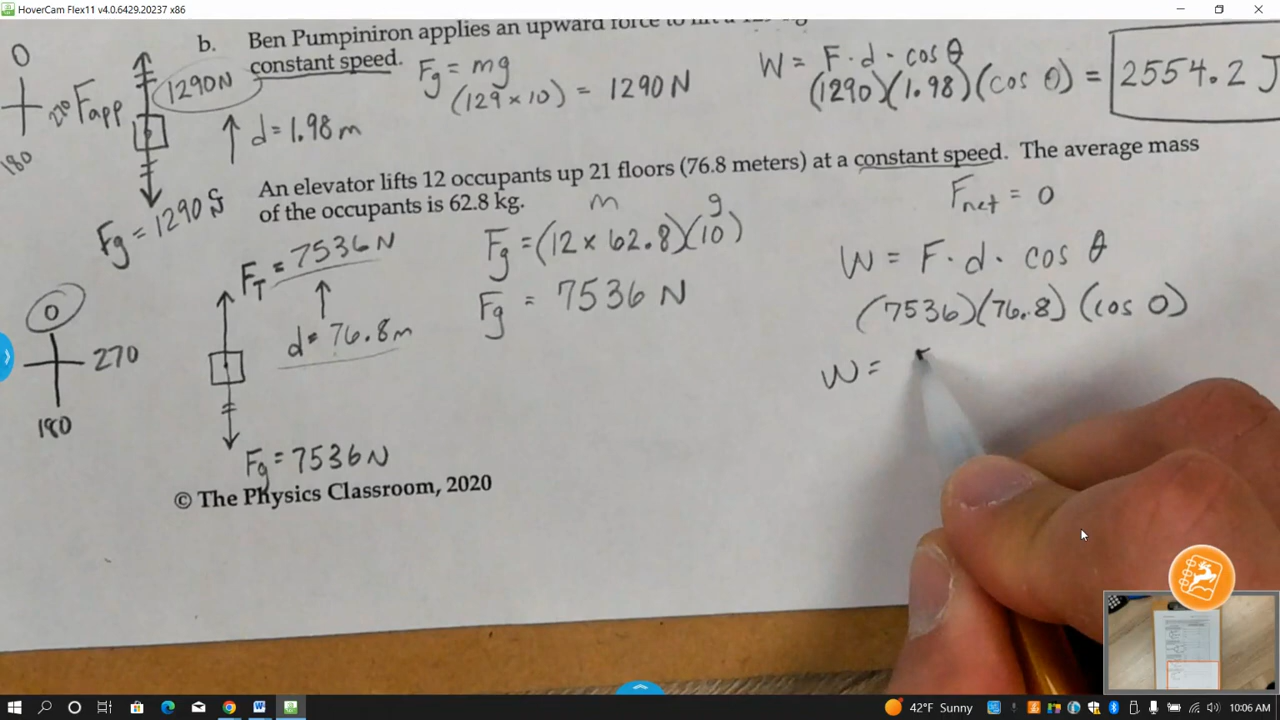 HoverCam Flex11 v4.0.6429.20237 x86
b. Ben Pumpiniron applies an upward force to lift a 129-kg
constant speed.
0
270
180
Fapp
1290N
Fg = mg
(129 x 10) = 1290 N
d = 1.98 m
W = F · d · cos θ
(1290)(1.98)(cos 0) = 2554.2 J
Fg = 1290
An elevator lifts 12 occupants up 21 floors (76.8 meters) at a constant speed. The average mass
of the occupants is 62.8 kg.
Fnet = 0
m g
Fg = (12 x 62.8)(10)
Fg = 7536 N
FT = 7536 N
d = 76.8 m
0
270
180
Fg = 7536 N
W = F · d · cos θ
(7536)(76.8)(cos 0)
W =
© The Physics Classroom, 2020
42°F Sunny
10:06 AM